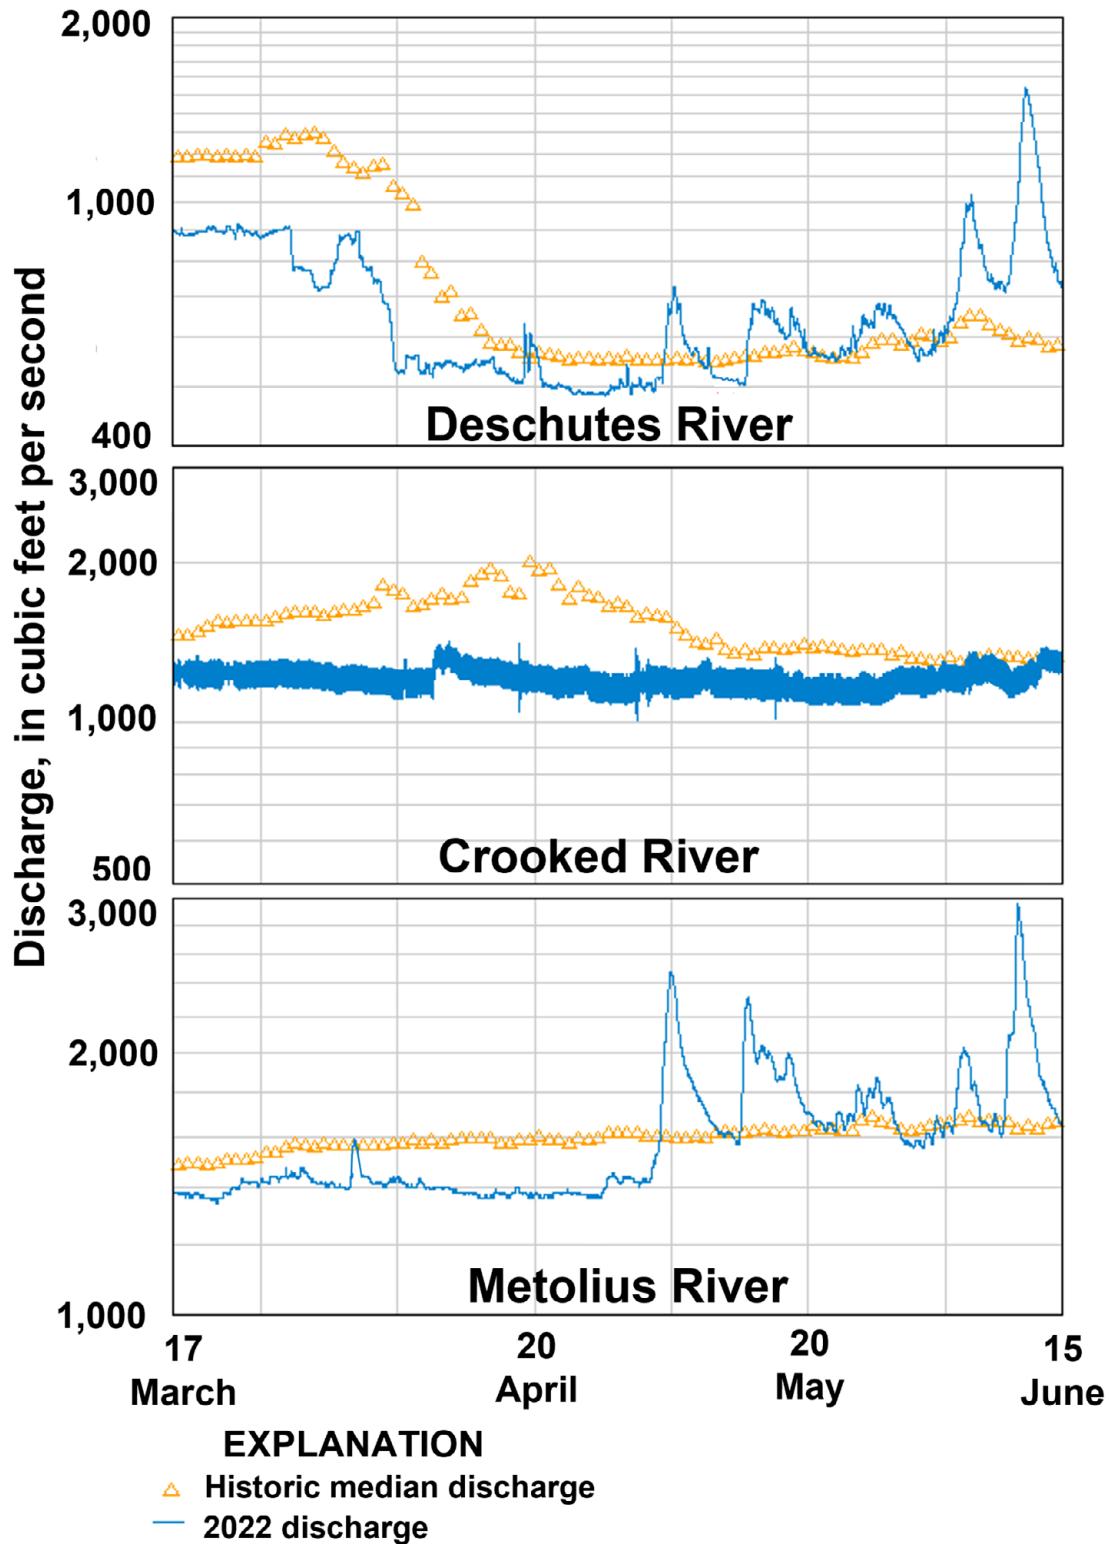 Discharge, in cubic feet per second
2,000
1,000
400
Deschutes River
3,000
2,000
1,000
500
Crooked River
3,000
2,000
1,000
Metolius River
17 20 20 15
March April May June
EXPLANATION
Historic median discharge
2022 discharge